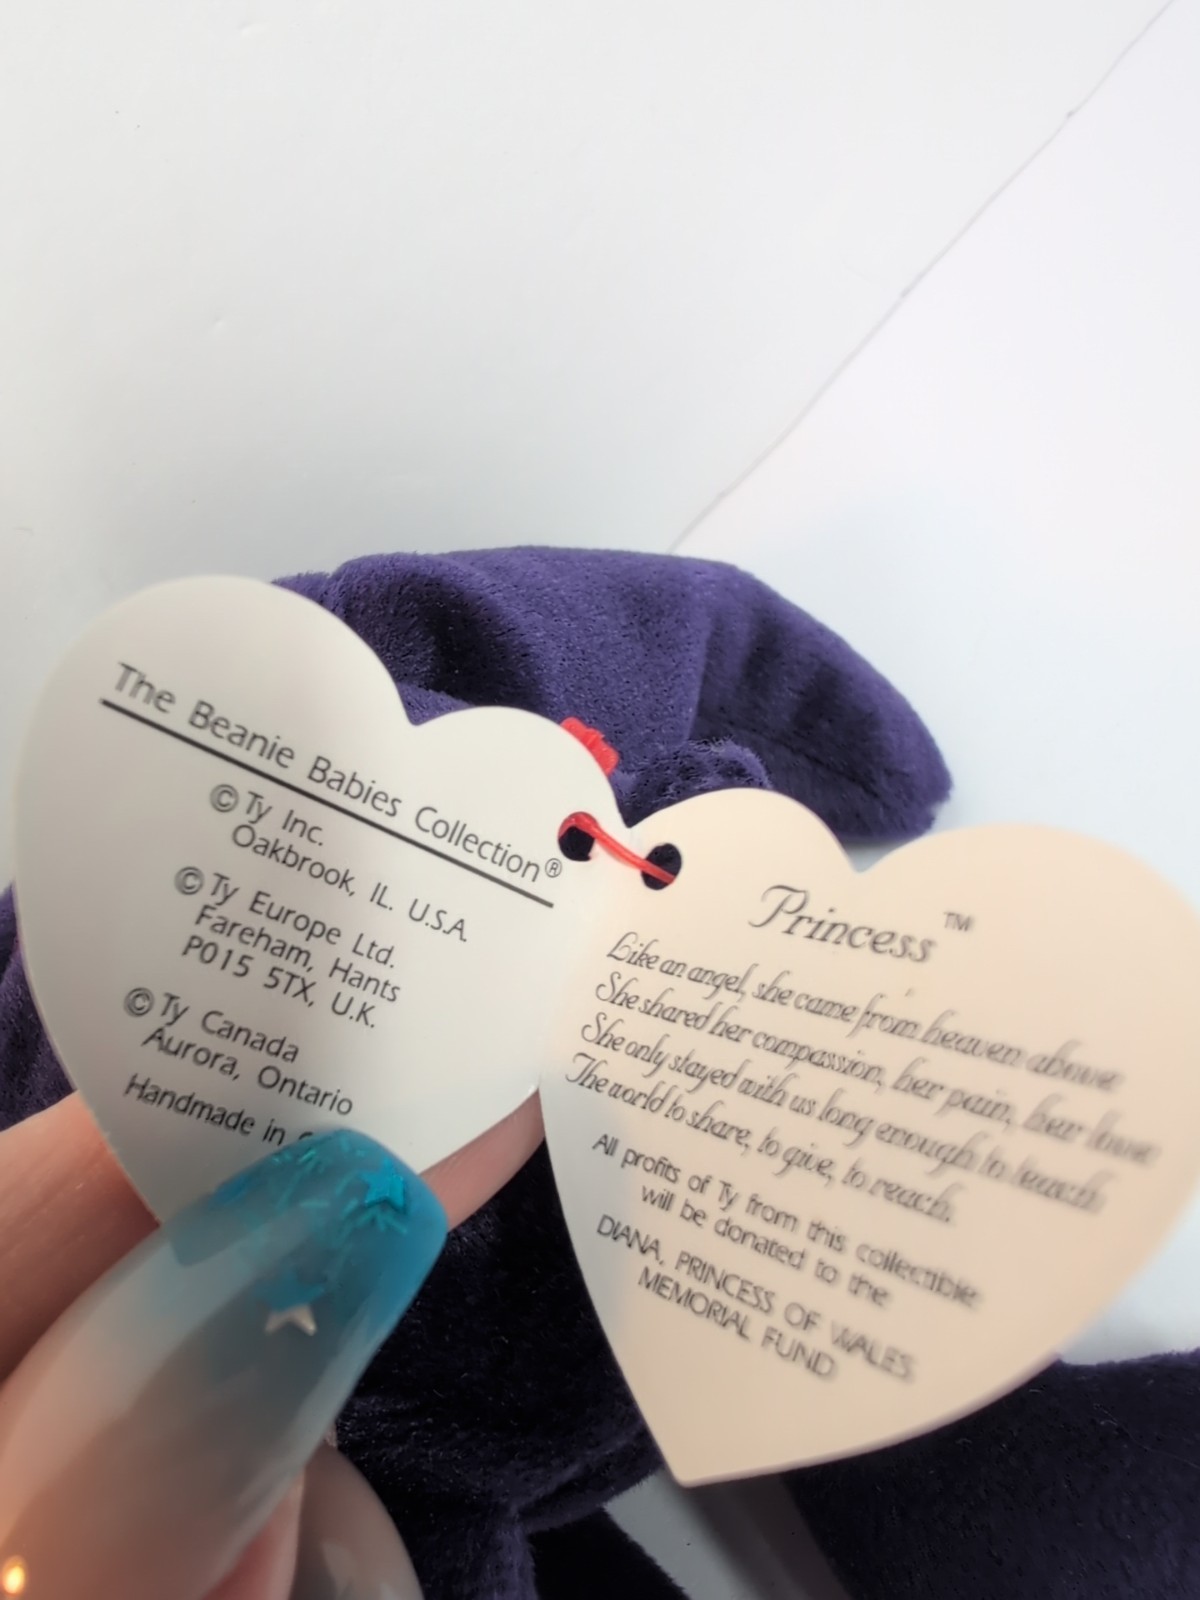 The Beanie Babies Collection®
© Ty Inc.
Oakbrook, IL. U.S.A.
© Ty Europe Ltd.
Fareham, Hants
P015 5TX, U.K.
© Ty Canada
Aurora, Ontario
Handmade in
Princess™
Like an angel, she came from heaven above
She shared her compassion, her pain, her love
She only stayed with us long enough to teach
The world to share, to give, to reach.
All profits of Ty from this collectible
will be donated to the
DIANA, PRINCESS OF WALES
MEMORIAL FUND